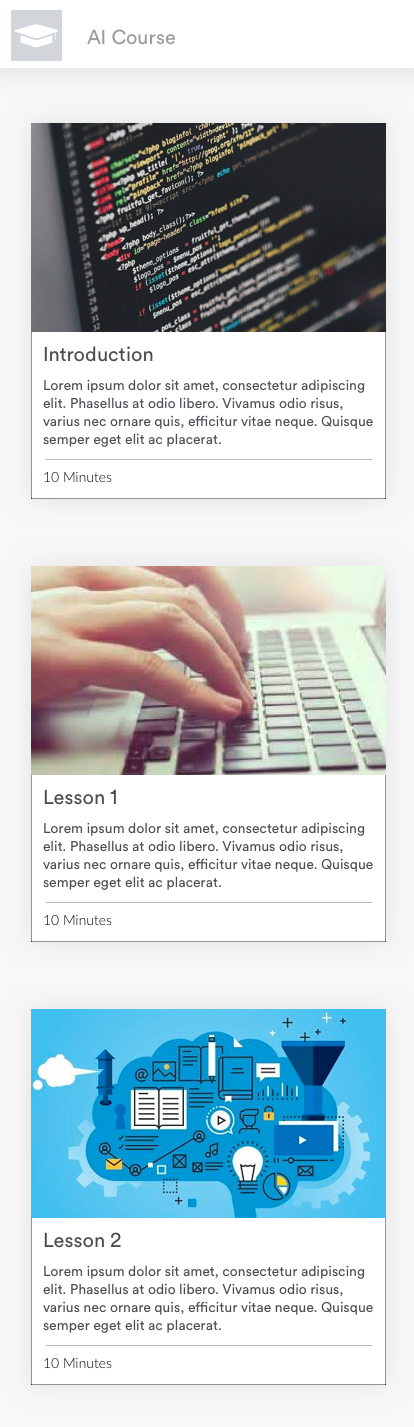 AI Course
Introduction
Lorem ipsum dolor sit amet, consectetur adipiscing
elit. Phasellus at odio libero. Vivamus odio risus,
varius nec ornare quis, efficitur vitae neque. Quisque
semper eget elit ac placerat.
10 Minutes
Lesson 1
Lorem ipsum dolor sit amet, consectetur adipiscing
elit. Phasellus at odio libero. Vivamus odio risus,
varius nec ornare quis, efficitur vitae neque. Quisque
semper eget elit ac placerat.
10 Minutes
Lesson 2
Lorem ipsum dolor sit amet, consectetur adipiscing
elit. Phasellus at odio libero. Vivamus odio risus,
varius nec ornare quis, efficitur vitae neque. Quisque
semper eget elit ac placerat.
10 Minutes